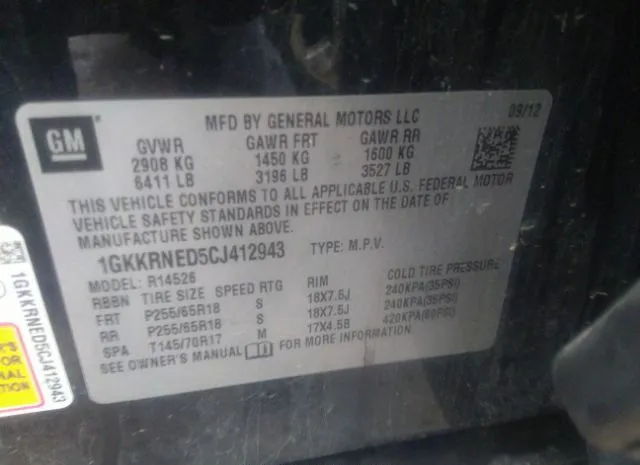 GM
MFD BY GENERAL MOTORS LLC 09/12
GVWR GAWR FRT GAWR RR
2908 KG 1450 KG 1600 KG
6411 LB 3196 LB 3527 LB
THIS VEHICLE CONFORMS TO ALL APPLICABLE U.S. FEDERAL MOTOR
VEHICLE SAFETY STANDARDS IN EFFECT ON THE DATE OF
MANUFACTURE SHOWN ABOVE.
1GKKRNED5CJ412943 TYPE: M.P.V.
MODEL: R14526
RBBN TIRE SIZE SPEED RTG RIM COLD TIRE PRESSURE
FRT P255/65R18 S 18X7.5J 240KPA(35PSI)
RR P255/65R18 S 18X7.5J 240KPA(35PSI)
SPA T145/70R17 M 17X4.5B 420KPA(60PSI)
SEE OWNER'S MANUAL FOR MORE INFORMATION
1GKKRNED5CJ412943